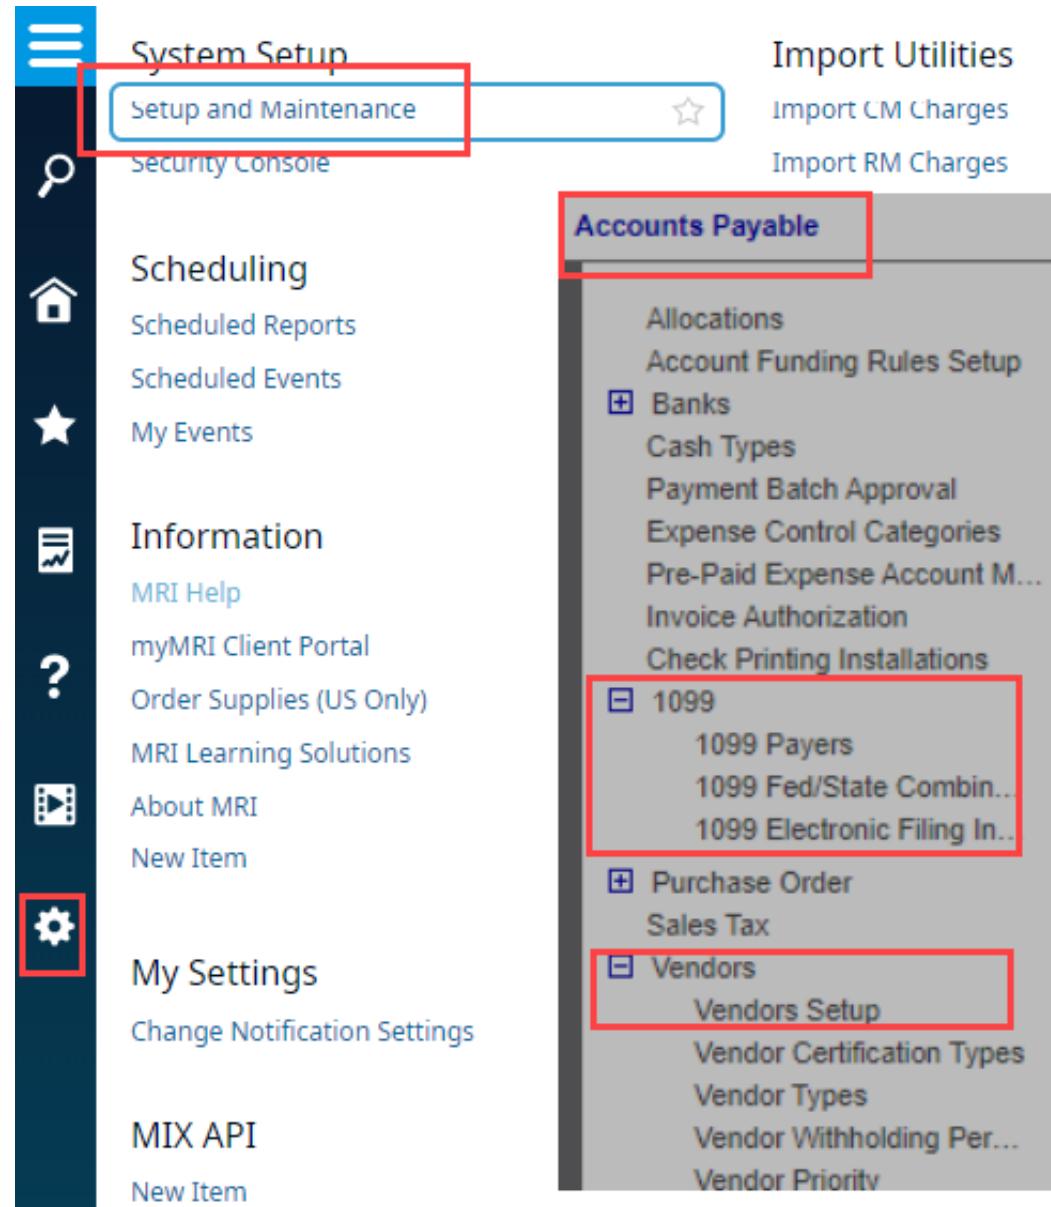 System Setup
Setup and Maintenance
Security Console
Import Utilities
Import CM Charges
Import RM Charges
Scheduling
Scheduled Reports
Scheduled Events
My Events
Information
MRI Help
myMRI Client Portal
Order Supplies (US Only)
MRI Learning Solutions
About MRI
New Item
My Settings
Change Notification Settings
MIX API
New Item
Accounts Payable
Allocations
Account Funding Rules Setup
Banks
Cash Types
Payment Batch Approval
Expense Control Categories
Pre-Paid Expense Account M...
Invoice Authorization
Check Printing Installations
1099
1099 Payers
1099 Fed/State Combin...
1099 Electronic Filing In...
Purchase Order
Sales Tax
Vendors
Vendors Setup
Vendor Certification Types
Vendor Types
Vendor Withholding Per...
Vendor Priority